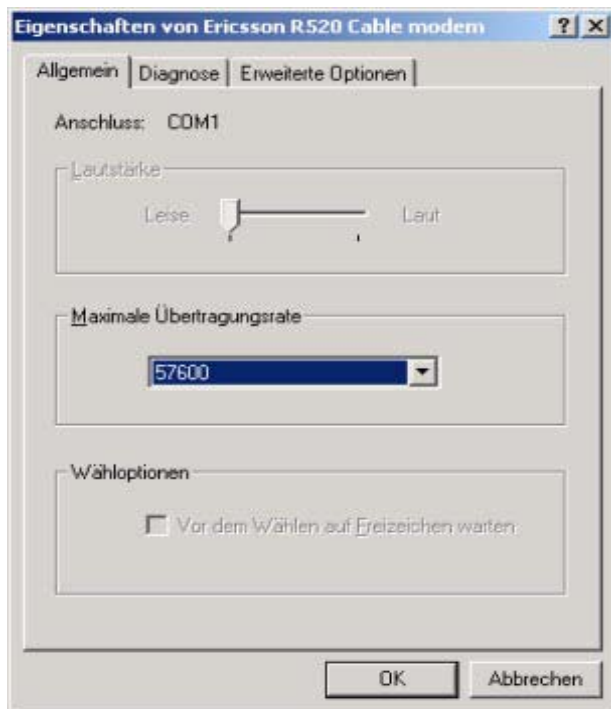 Eigenschaften von Ericsson R520 Cable modem
Allgemein Diagnose Erweiterte Optionen
Anschluss: COM1
Lautstärke
Leise Laut
Maximale Übertragungsrate
57600
Wähloptionen
Vor dem Wählen auf Freizeichen warten
OK Abbrechen